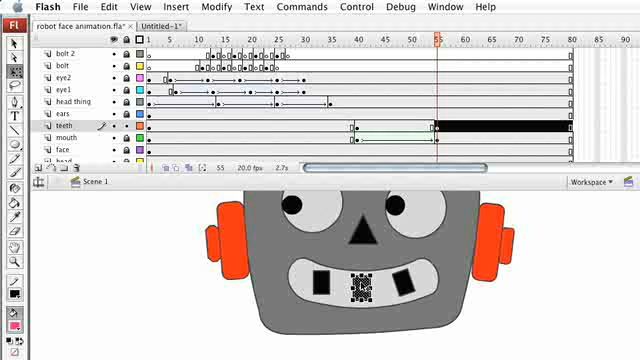 Flash File Edit View Insert Modify Text Commands Control Debug Window Help
Fl
robot face animation.fla* Untitled-1*
1 5 10 15 20 25 30 35 40 45 50 55 60 65 70 75 80 85 90
bolt 2
bolt
eye2
eye1
head thing
ears
teeth
mouth
face
head
55 20.0 fps 2.7s
Scene 1 Workspace
T